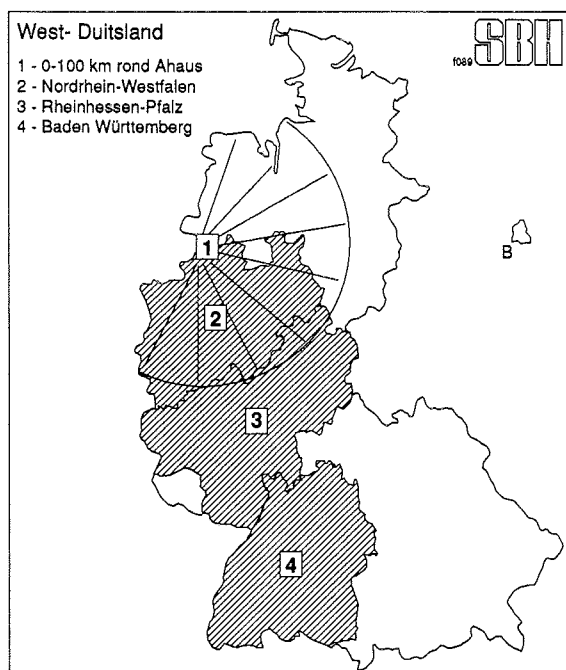 West- Duitsland
1 - 0-100 km rond Ahaus
2 - Nordrhein-Westfalen
3 - Rheinhessen-Pfalz
4 - Baden Württemberg
f089 SBH
B
1
2
3
4